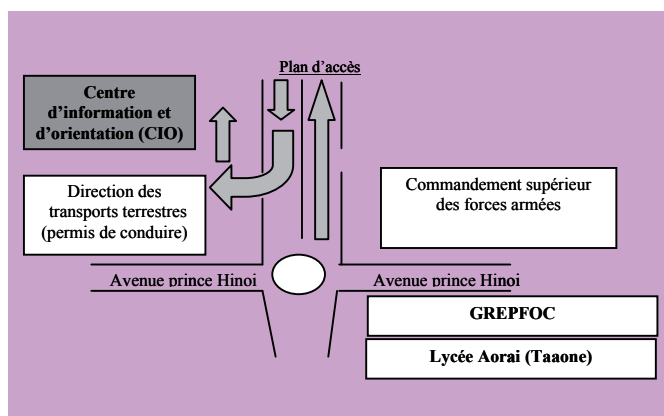 Plan d'accès
Centre
d'information et
d'orientation (CIO)
Direction des
transports terrestres
(permis de conduire)
Commandement supérieur
des forces armées
Avenue prince Hinoi
Avenue prince Hinoi
GREPFOC
Lycée Aorai (Taaone)